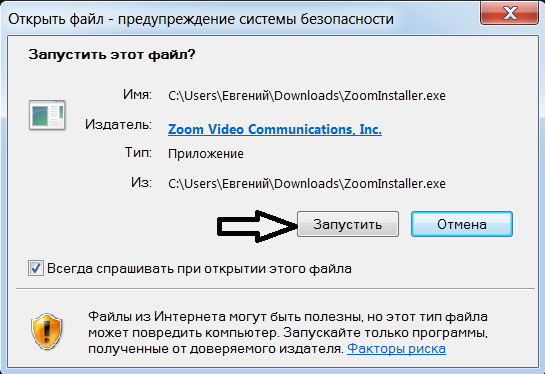 Открыть файл - предупреждение системы безопасности
Запустить этот файл?
Имя: C:\Users\Евгений\Downloads\ZoomInstaller.exe
Издатель: Zoom Video Communications, Inc.
Тип: Приложение
Из: C:\Users\Евгений\Downloads\ZoomInstaller.exe
Запустить Отмена
Всегда спрашивать при открытии этого файла
Файлы из Интернета могут быть полезны, но этот тип файла
может повредить компьютер. Запускайте только программы,
полученные от доверяемого издателя. Факторы риска